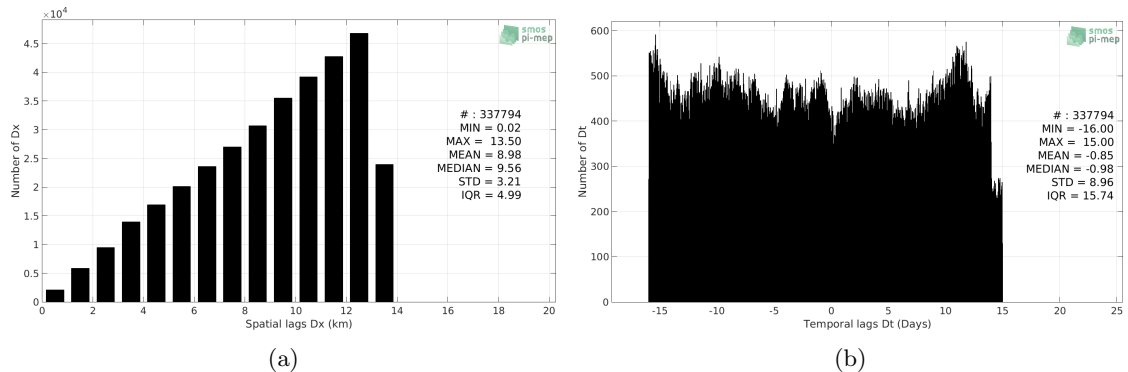 ×10⁴
4.5
4
3.5
3
2.5
2
1.5
1
0.5
0
0 2 4 6 8 10 12 14 16 18 20
Number of Dx
Spatial lags Dx (km)
smos
pi-mep
# : 337794
MIN = 0.02
MAX = 13.50
MEAN = 8.98
MEDIAN = 9.56
STD = 3.21
IQR = 4.99
(a)
600
500
400
300
200
100
0
-15 -10 -5 0 5 10 15 20 25
Number of Dt
Temporal lags Dt (Days)
smos
pi-mep
# : 337794
MIN = -16.00
MAX = 15.00
MEAN = -0.85
MEDIAN = -0.98
STD = 8.96
IQR = 15.74
(b)